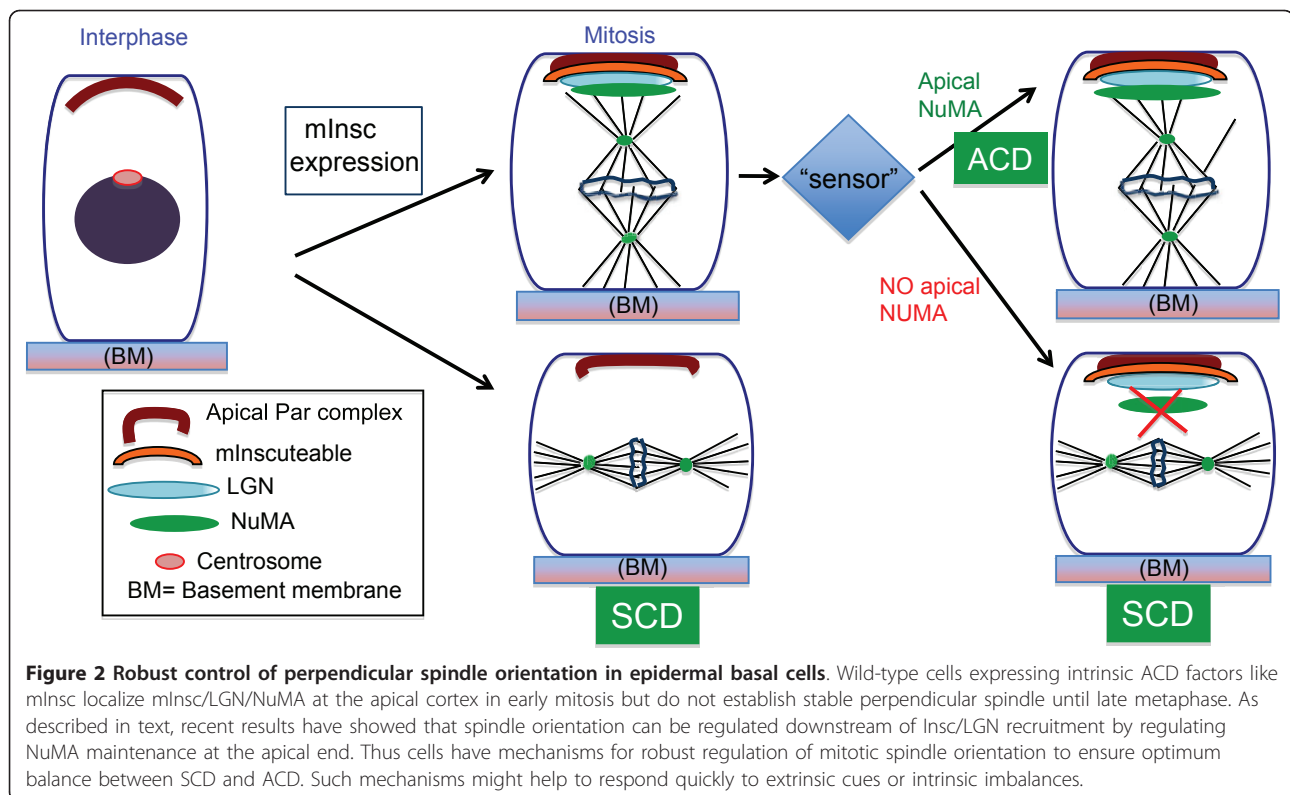 Interphase
Mitosis
mInsc
expression
"sensor"
Apical
NuMA
ACD
NO apical
NUMA
(BM)
(BM)
(BM)
(BM)
(BM)
SCD
SCD
Apical Par complex
mInscuteable
LGN
NuMA
Centrosome
BM= Basement membrane
Figure 2 Robust control of perpendicular spindle orientation in epidermal basal cells. Wild-type cells expressing intrinsic ACD factors like
mInsc localize mInsc/LGN/NuMA at the apical cortex in early mitosis but do not establish stable perpendicular spindle until late metaphase. As
described in text, recent results have showed that spindle orientation can be regulated downstream of Insc/LGN recruitment by regulating
NuMA maintenance at the apical end. Thus cells have mechanisms for robust regulation of mitotic spindle orientation to ensure optimum
balance between SCD and ACD. Such mechanisms might help to respond quickly to extrinsic cues or intrinsic imbalances.